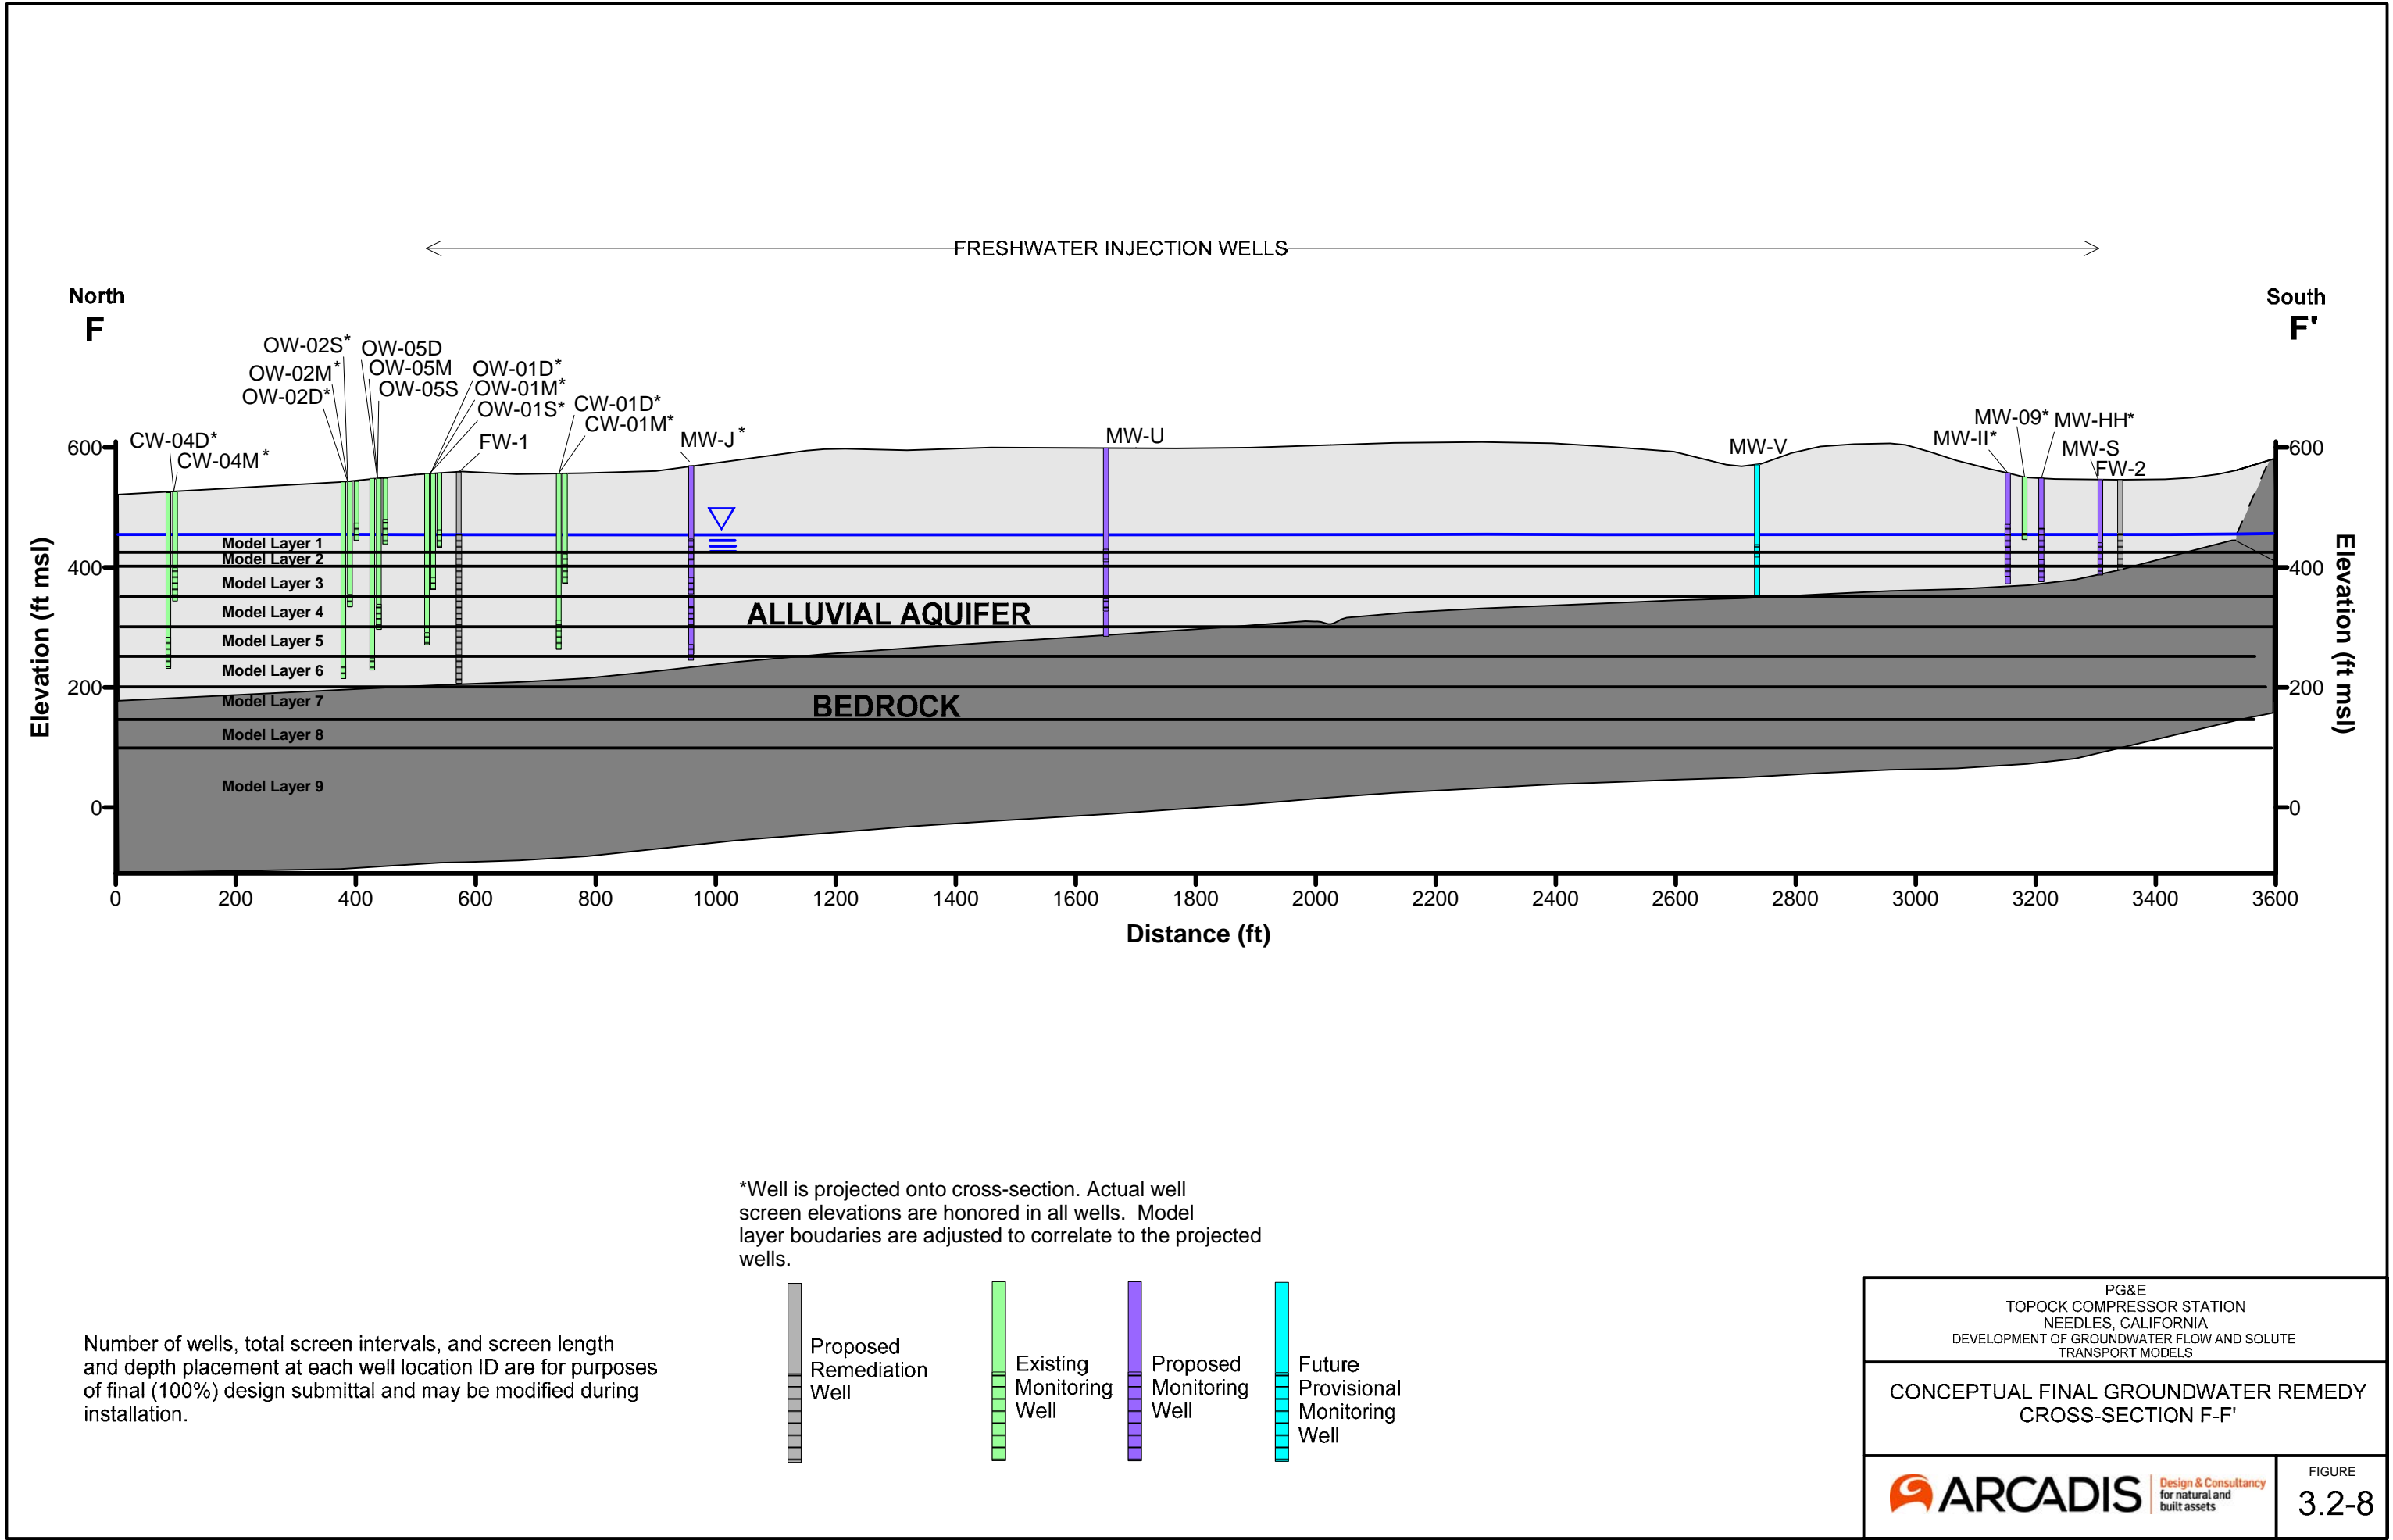 FRESHWATER INJECTION WELLS
North
F
South
F'
OW-02S*
OW-05D
OW-02M*
OW-05M
OW-02D*
OW-05S
OW-01D*
OW-01M*
OW-01S*
CW-01D*
CW-01M*
CW-04D*
CW-04M*
FW-1
MW-J*
MW-U
MW-V
MW-II*
MW-09*
MW-HH*
MW-S
FW-2
600
400
200
0
Elevation (ft msl)
600
400
200
0
Elevation (ft msl)
Model Layer 1
Model Layer 2
Model Layer 3
Model Layer 4
Model Layer 5
Model Layer 6
Model Layer 7
Model Layer 8
Model Layer 9
ALLUVIAL AQUIFER
BEDROCK
0 200 400 600 800 1000 1200 1400 1600 1800 2000 2200 2400 2600 2800 3000 3200 3400 3600
Distance (ft)
*Well is projected onto cross-section. Actual well
screen elevations are honored in all wells. Model
layer boudaries are adjusted to correlate to the projected
wells.
Number of wells, total screen intervals, and screen length
and depth placement at each well location ID are for purposes
of final (100%) design submittal and may be modified during
installation.
Proposed
Remediation
Well
Existing
Monitoring
Well
Proposed
Monitoring
Well
Future
Provisional
Monitoring
Well
PG&E
TOPOCK COMPRESSOR STATION
NEEDLES, CALIFORNIA
DEVELOPMENT OF GROUNDWATER FLOW AND SOLUTE
TRANSPORT MODELS
CONCEPTUAL FINAL GROUNDWATER REMEDY
CROSS-SECTION F-F'
ARCADIS
Design & Consultancy
for natural and
built assets
FIGURE
3.2-8